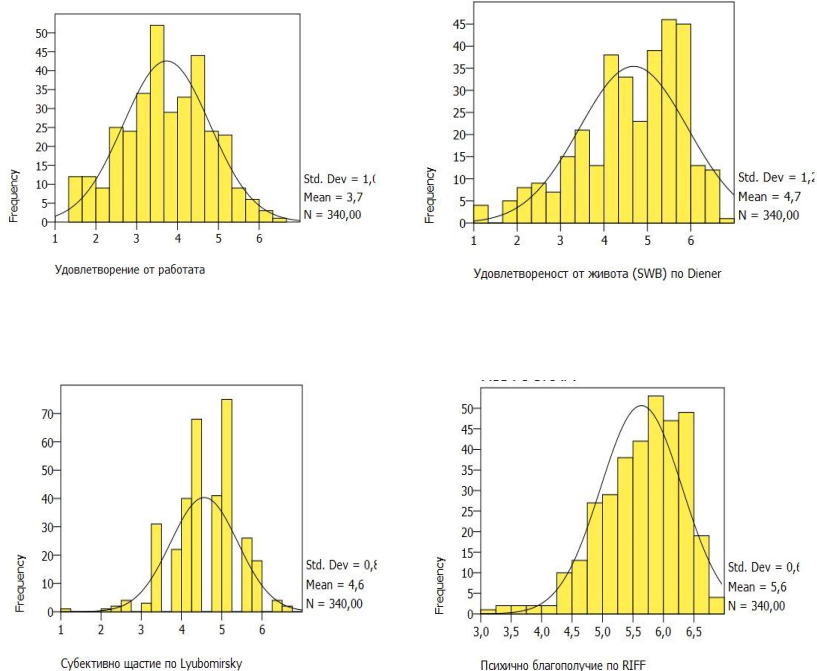 50
45
40
35
30
25
20
15
10
5
0
Frequency
1 2 3 4 5 6
Std. Dev =
Mean = 3,7
N = 340,00
Удовлетворение от работата
45
40
35
30
25
20
15
10
5
0
Frequency
1 2 3 4 5 6
Std. Dev = 1,2
Mean = 4,7
N = 340,00
Удовлетвореност от живота (SWB) по Diener
70
60
50
40
30
20
10
0
Frequency
1 2 3 4 5 6
Std. Dev = 0,8
Mean = 4,6
N = 340,00
Субективно щастие по Lyubomirsky
50
45
40
35
30
25
20
15
10
5
0
Frequency
3,0 3,5 4,0 4,5 5,0 5,5 6,0 6,5
Std. Dev = 0,6
Mean = 5,6
N = 340,00
Психично благополучие по RIFF